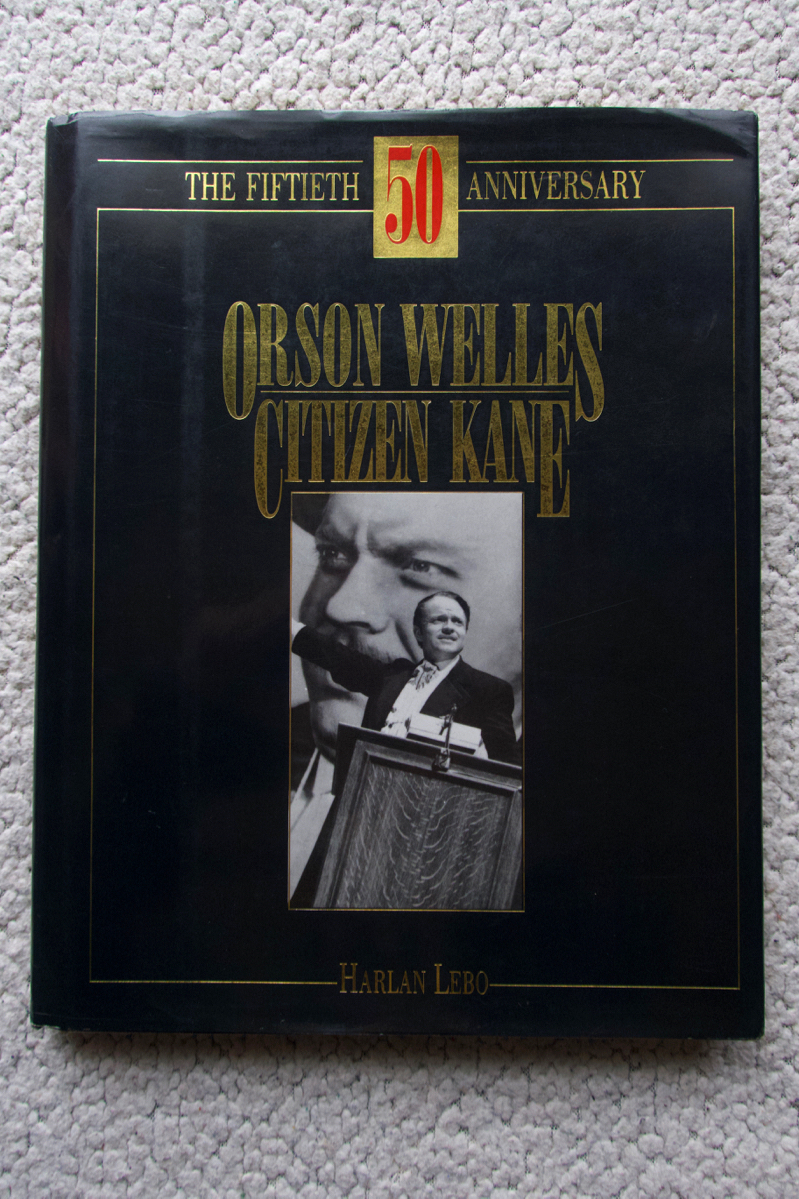 THE FIFTIETH 50 ANNIVERSARY
ORSON WELLES
CITIZEN KANE
HARLAN LEBO